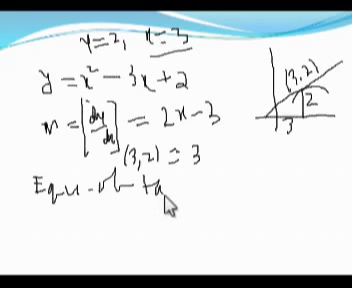 y=2, x=3
y = x² - 3x + 2
m = [dy/dx] = 2x - 3
(3,2) = 3
Equ. of ta
(3,2)
2
3